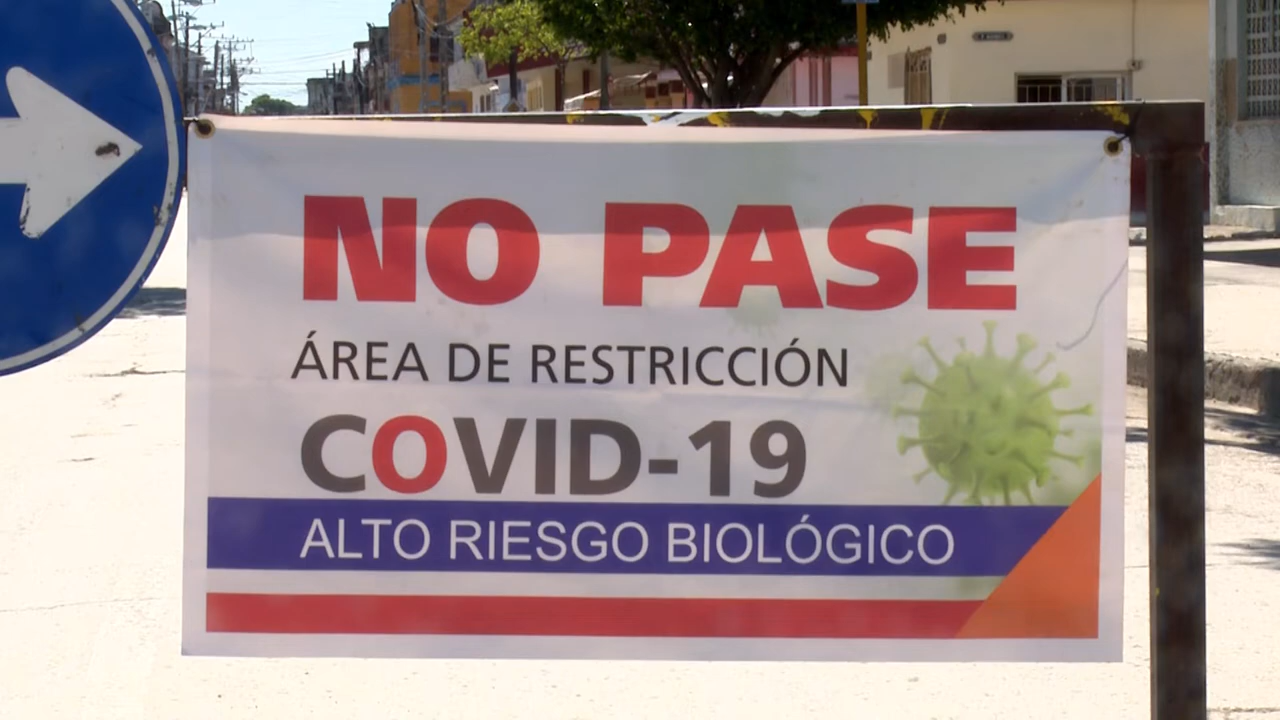 NO PASE
ÁREA DE RESTRICCIÓN
COVID-19
ALTO RIESGO BIOLÓGICO